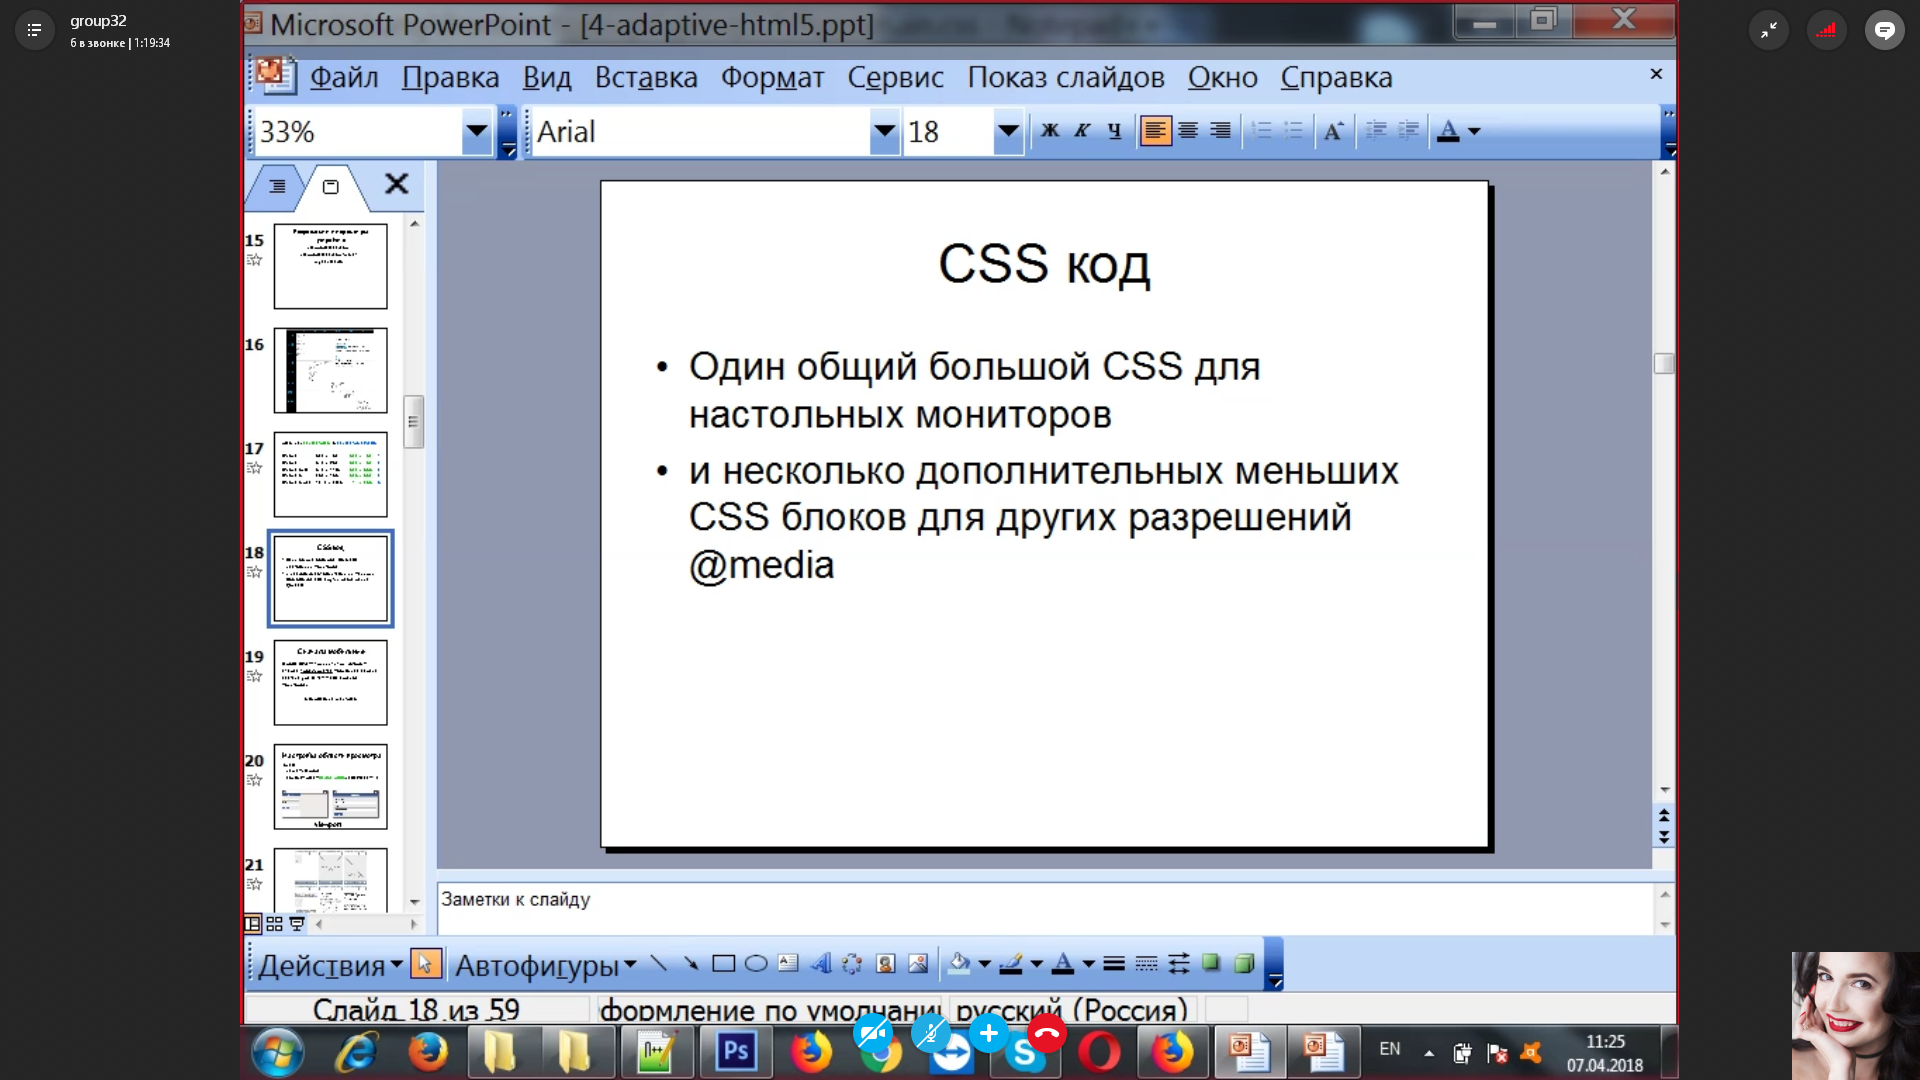 group32
6 в звонке | 1:19:34
Microsoft PowerPoint - [4-adaptive-html5.ppt]
Файл Правка Вид Вставка Формат Сервис Показ слайдов Окно Справка
33% Arial 18 Ж К Ч
15
16
17
18
19
20
21
CSS код
• Один общий большой CSS для
настольных мониторов
• и несколько дополнительных меньших
CSS блоков для других разрешений
@media
Заметки к слайду
Действия Автофигуры
Слайд 18 из 59 формление по умолчани русский (Россия)
Ps
EN
11:25
07.04.2018